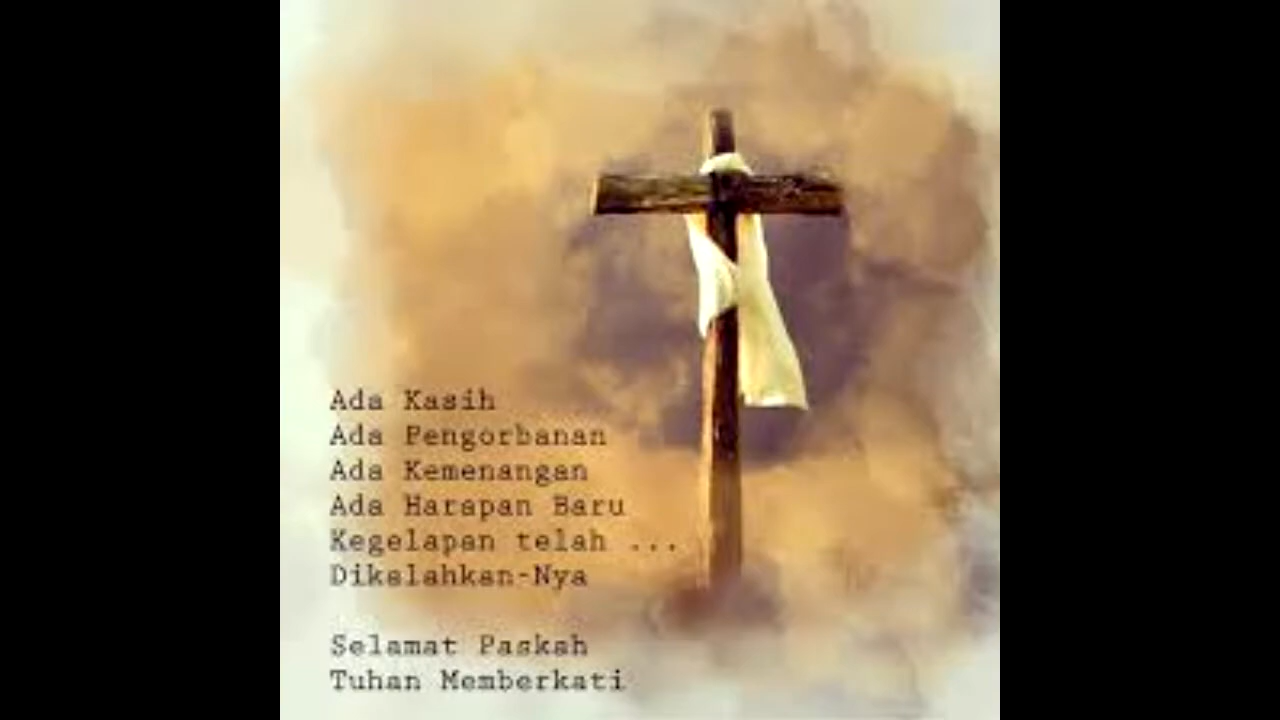 Ada Kasih
Ada Pengorbanan
Ada Kemenangan
Ada Harapan Baru
Kegelapan telah ...
Dikalahkan-Nya
Selamat Paskah
Tuhan Memberkati